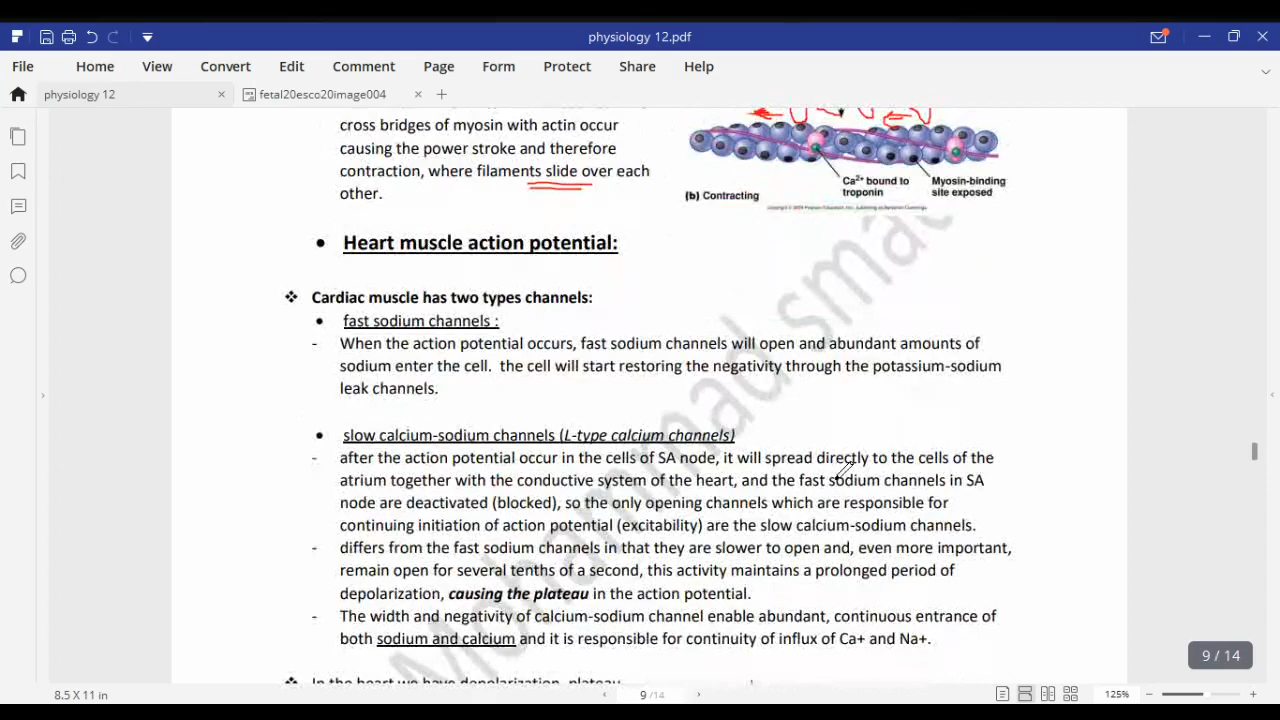 physiology 12.pdf
File Home View Convert Edit Comment Page Form Protect Share Help
physiology 12 × fetal20esco20image004 × +
cross bridges of myosin with actin occur
causing the power stroke and therefore
contraction, where filaments slide over each
other.
Ca²⁺ bound to
troponin
Myosin-binding
site exposed
(b) Contracting
• Heart muscle action potential:
❖ Cardiac muscle has two types channels:
• fast sodium channels :
- When the action potential occurs, fast sodium channels will open and abundant amounts of
sodium enter the cell. the cell will start restoring the negativity through the potassium-sodium
leak channels.
• slow calcium-sodium channels (L-type calcium channels)
- after the action potential occur in the cells of SA node, it will spread directly to the cells of the
atrium together with the conductive system of the heart, and the fast sodium channels in SA
node are deactivated (blocked), so the only opening channels which are responsible for
continuing initiation of action potential (excitability) are the slow calcium-sodium channels.
- differs from the fast sodium channels in that they are slower to open and, even more important,
remain open for several tenths of a second, this activity maintains a prolonged period of
depolarization, causing the plateau in the action potential.
- The width and negativity of calcium-sodium channel enable abundant, continuous entrance of
both sodium and calcium and it is responsible for continuity of influx of Ca+ and Na+.
❖ In the heart we have depolarization, plateau
Mohammad smad
9 / 14
8.5 X 11 in
9 /14
125%